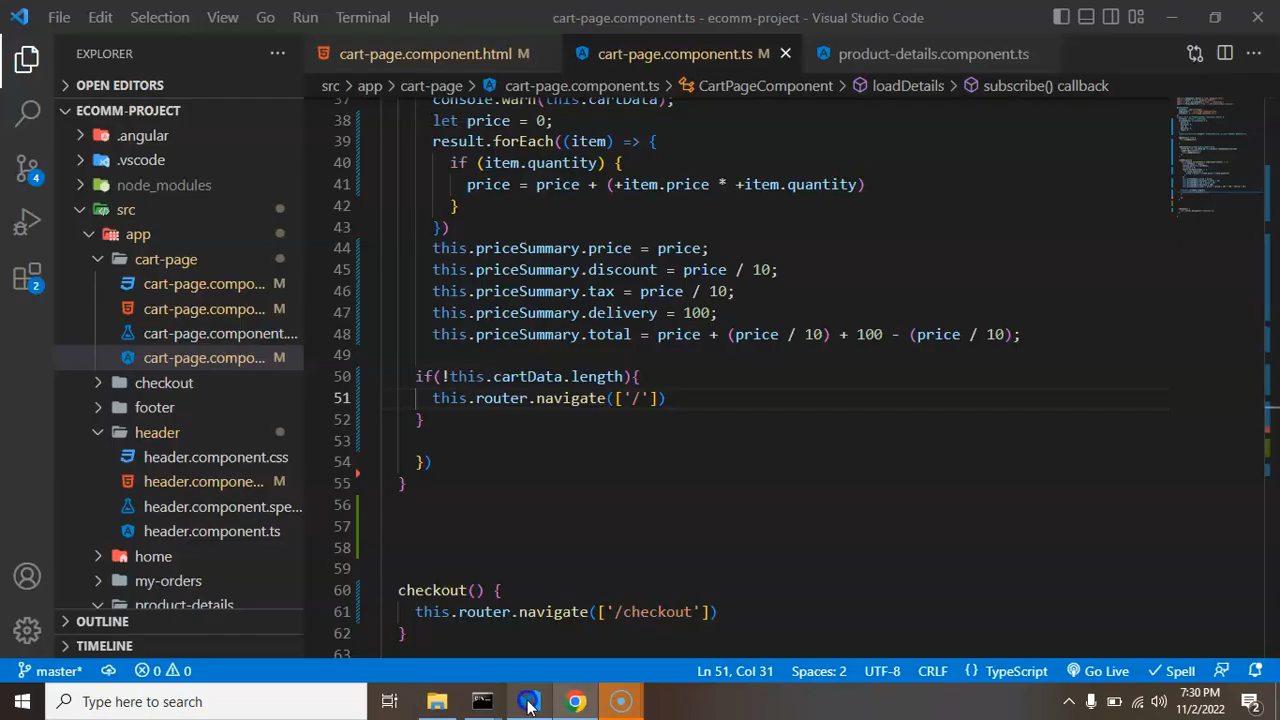 File Edit Selection View Go Run Terminal Help cart-page.component.ts - ecomm-project - Visual Studio Code
EXPLORER
cart-page.component.html M cart-page.component.ts M product-details.component.ts
src > app > cart-page > cart-page.component.ts > CartPageComponent > loadDetails > subscribe() callback
OPEN EDITORS
ECOMM-PROJECT
.angular
.vscode
node_modules
src
app
cart-page
cart-page.compo... M
cart-page.compo... M
cart-page.component....
cart-page.compo... M
checkout
footer
header
header.component.css
header.compone... M
header.component.spe...
header.component.ts
home
my-orders
product-details
OUTLINE
TIMELINE
4
2
37 console.warn(this.cartData);
38 let price = 0;
39 result.forEach((item) => {
40 if (item.quantity) {
41 price = price + (+item.price * +item.quantity)
42 }
43 })
44 this.priceSummary.price = price;
45 this.priceSummary.discount = price / 10;
46 this.priceSummary.tax = price / 10;
47 this.priceSummary.delivery = 100;
48 this.priceSummary.total = price + (price / 10) + 100 - (price / 10);
49
50 if(!this.cartData.length){
51 this.router.navigate(['/'])
52 }
53
54 })
55 }
56
57
58
59
60 checkout() {
61 this.router.navigate(['/checkout'])
62 }
63
master* 0 0 Ln 51, Col 31 Spaces: 2 UTF-8 CRLF {} TypeScript Go Live Spell
Type here to search
7:30 PM
11/2/2022
2